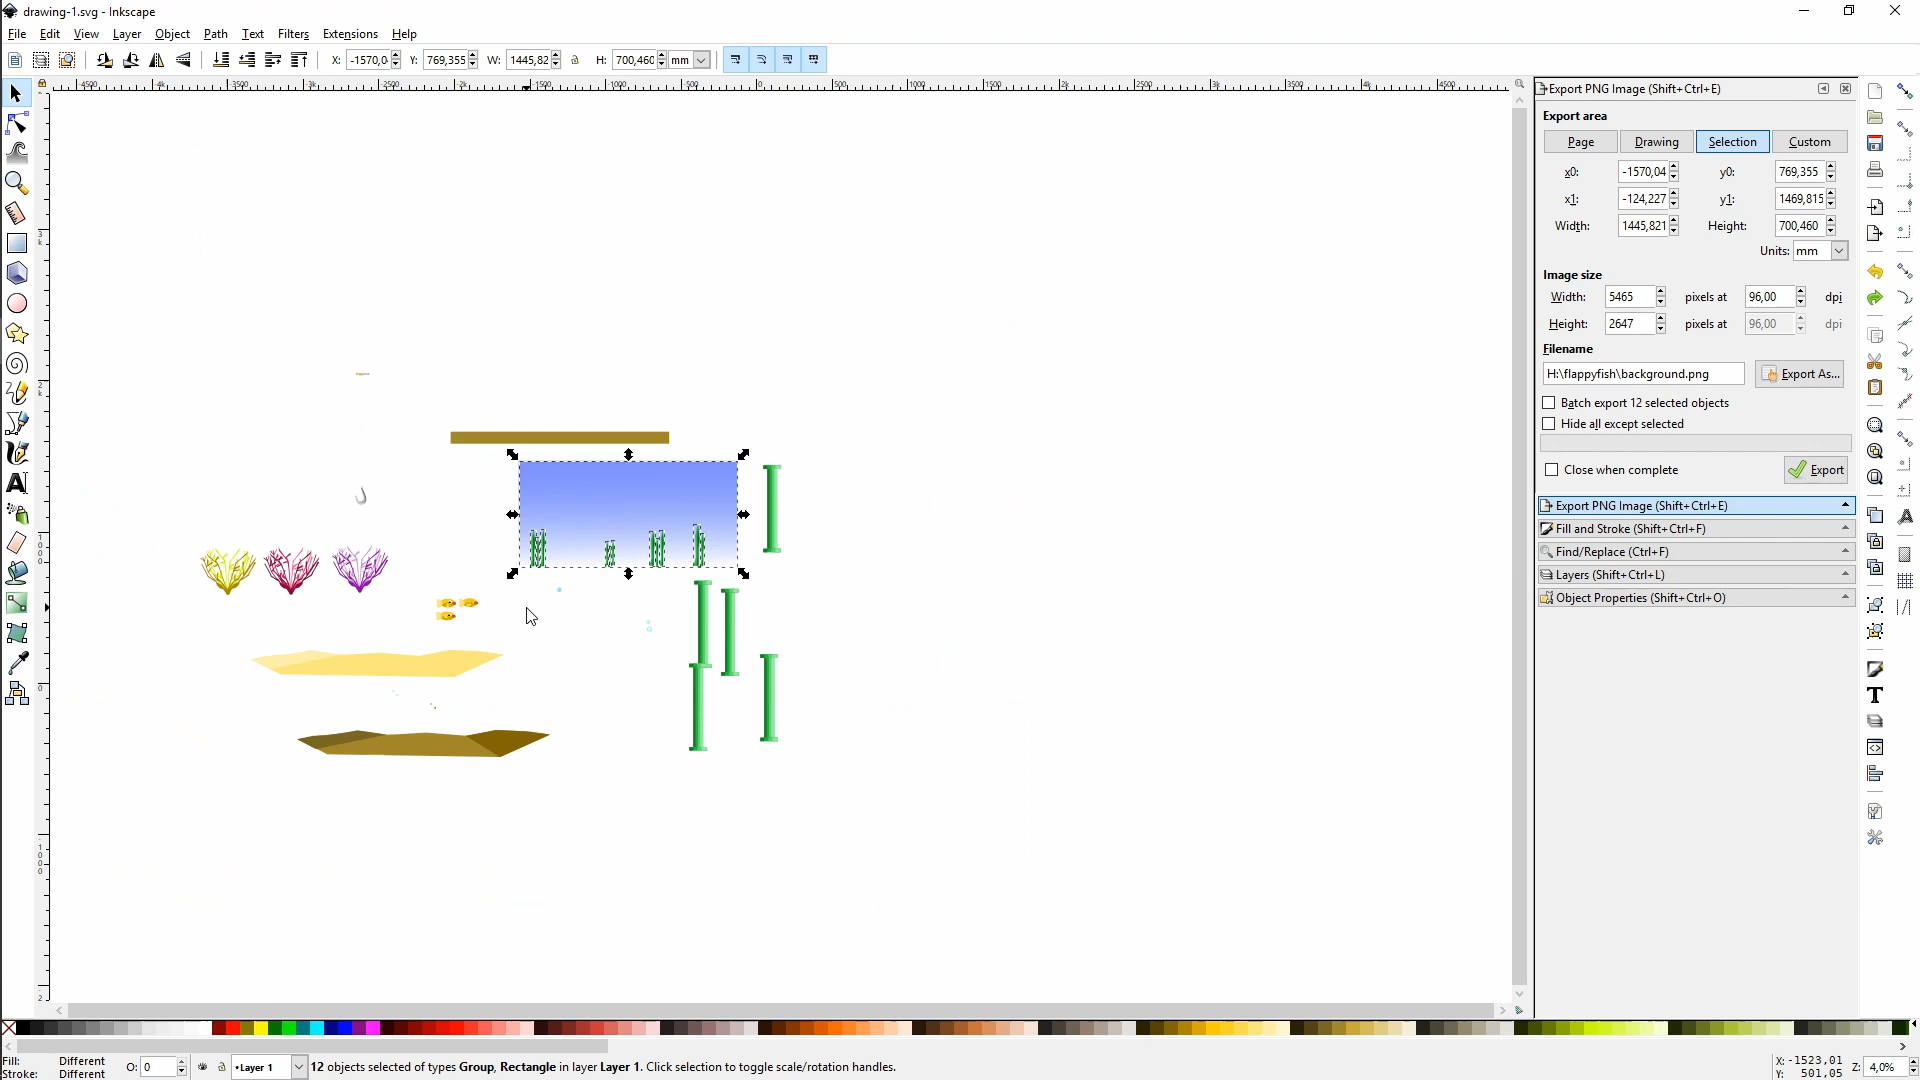 drawing-1.svg - Inkscape
File Edit View Layer Object Path Text Filters Extensions Help
X: -1570,0 Y: 769,355 W: 1445,82 H: 700,460 mm
Export PNG Image (Shift+Ctrl+E)
Export area
Page Drawing Selection Custom
x0: -1570,04 y0: 769,355
x1: -124,227 y1: 1469,815
Width: 1445,821 Height: 700,460
Units: mm
Image size
Width: 5465 pixels at 96,00 dpi
Height: 2647 pixels at 96,00 dpi
Filename
H:\flappyfish\background.png Export As...
Batch export 12 selected objects
Hide all except selected
Close when complete Export
Export PNG Image (Shift+Ctrl+E)
Fill and Stroke (Shift+Ctrl+F)
Find/Replace (Ctrl+F)
Layers (Shift+Ctrl+L)
Object Properties (Shift+Ctrl+O)
Fill: Different
Stroke: Different
O: 0
•Layer 1
12 objects selected of types Group, Rectangle in layer Layer 1. Click selection to toggle scale/rotation handles.
X: -1523,01
Y: 501,05
Z: 4,0%